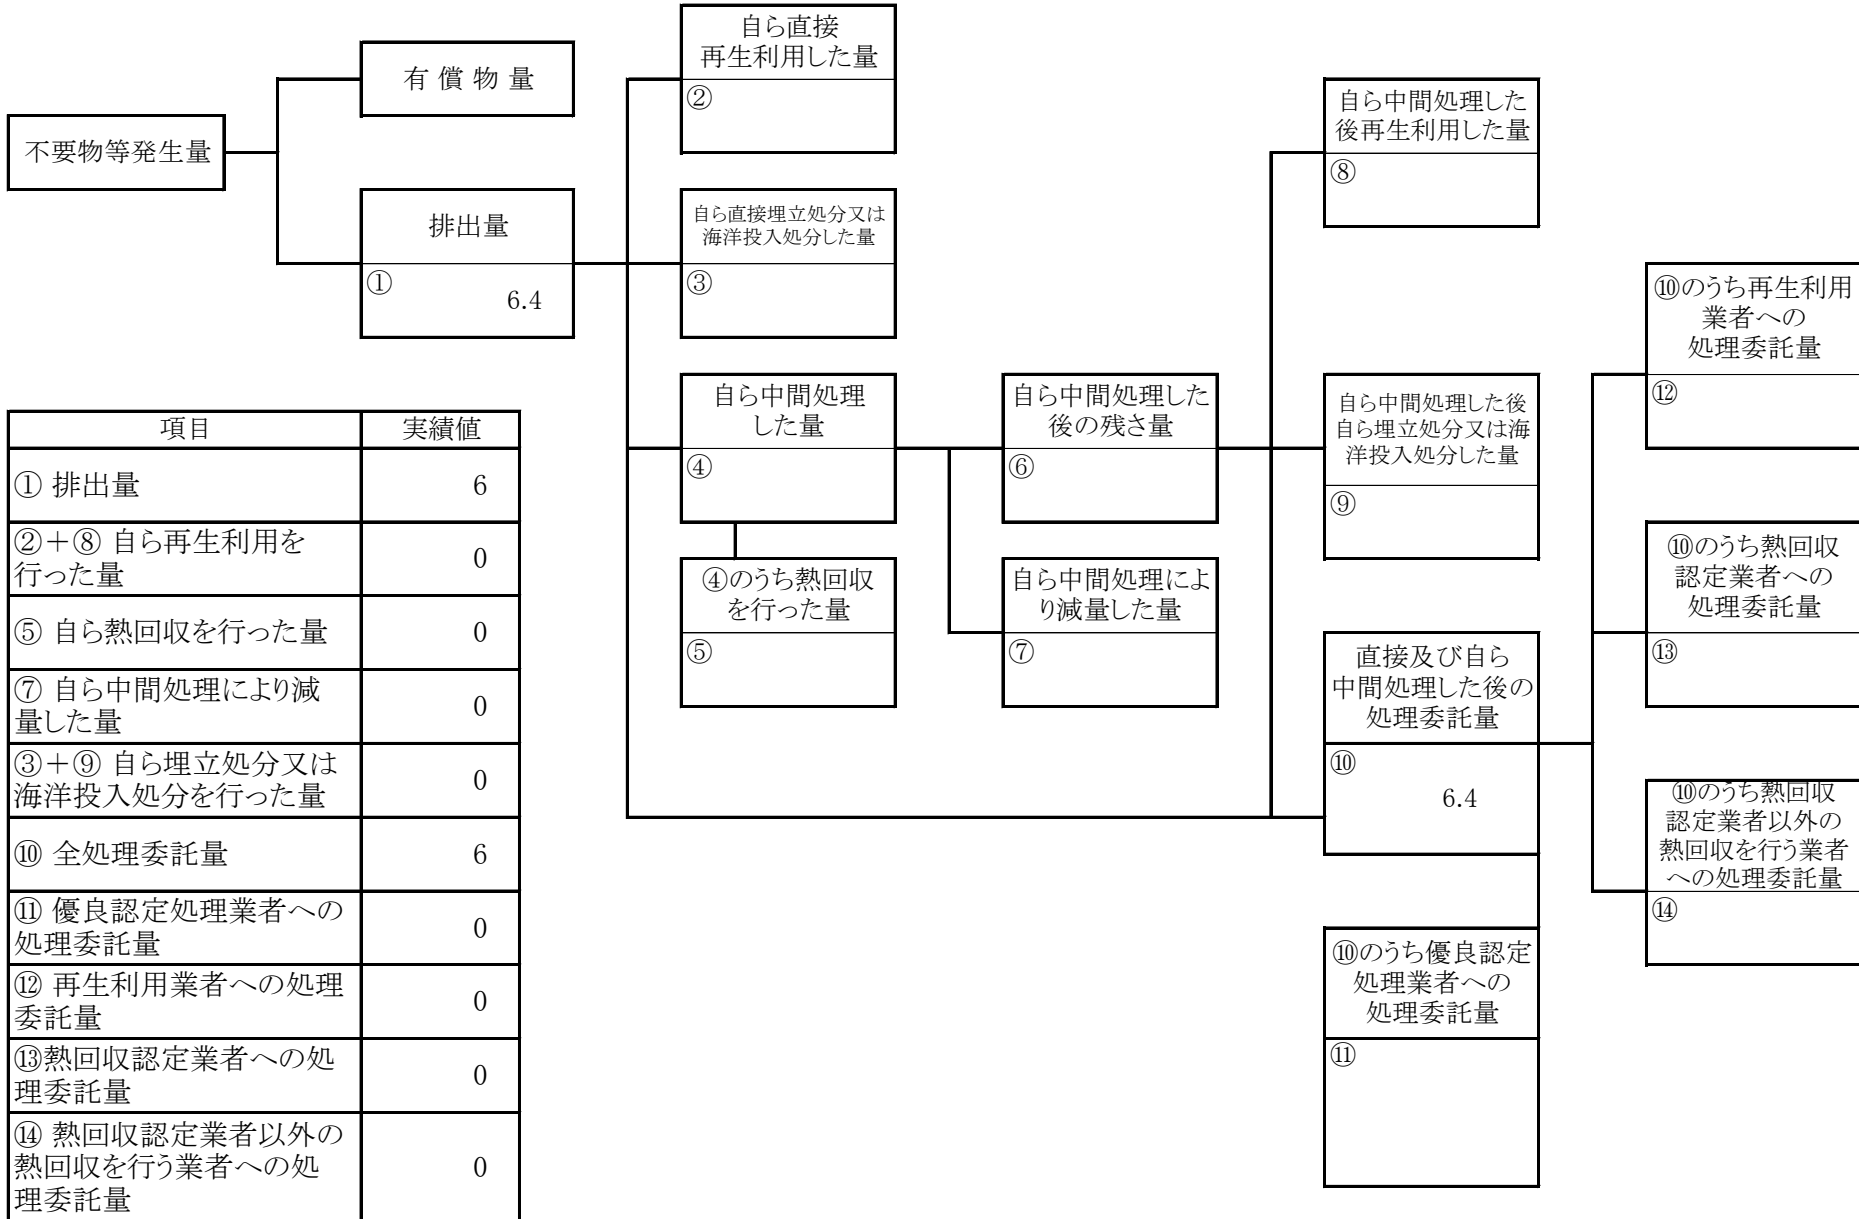 不要物等発生量
有 償 物 量
排出量
①
6.4
自ら直接
再生利用した量
②
自ら直接埋立処分又は
海洋投入処分した量
③
自ら中間処理
した量
④
④のうち熱回収
を行った量
⑤
自ら中間処理した
後の残さ量
⑥
自ら中間処理によ
り減量した量
⑦
自ら中間処理した
後再生利用した量
⑧
自ら中間処理した後
自ら埋立処分又は海
洋投入処分した量
⑨
直接及び自ら
中間処理した後の
処理委託量
⑩
6.4
⑩のうち優良認定
処理業者への
処理委託量
⑪
⑩のうち再生利用
業者への
処理委託量
⑫
⑩のうち熱回収
認定業者への
処理委託量
⑬
⑩のうち熱回収
認定業者以外の
熱回収を行う業者
への処理委託量
⑭
項目 実績値
① 排出量 6
②+⑧ 自ら再生利用を
行った量 0
⑤ 自ら熱回収を行った量 0
⑦ 自ら中間処理により減
量した量 0
③+⑨ 自ら埋立処分又は
海洋投入処分を行った量 0
⑩ 全処理委託量 6
⑪ 優良認定処理業者への
処理委託量 0
⑫ 再生利用業者への処理
委託量 0
⑬熱回収認定業者への処
理委託量 0
⑭ 熱回収認定業者以外の
熱回収を行う業者への処
理委託量 0